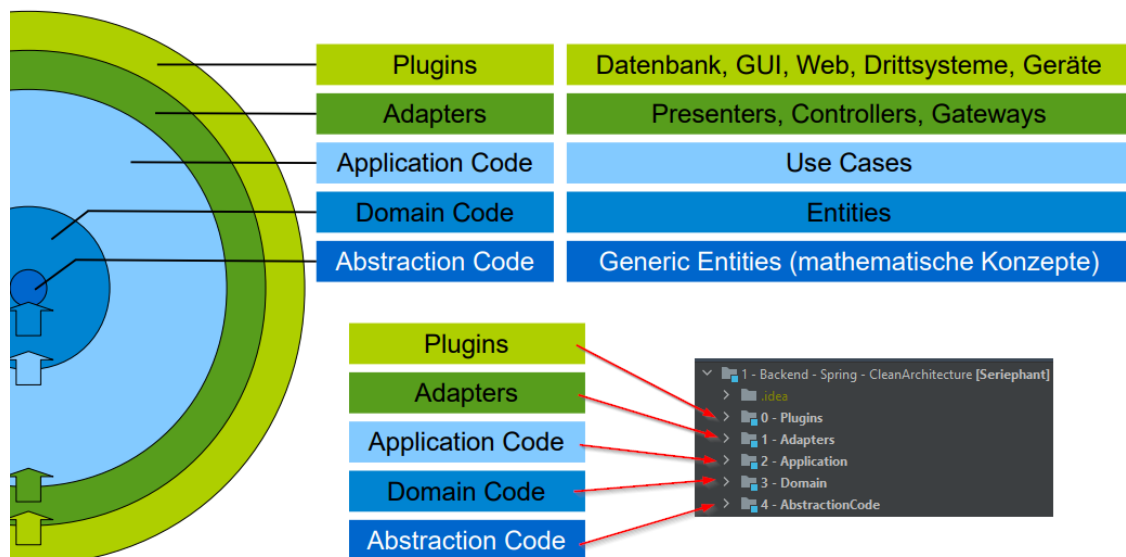 Plugins Datenbank, GUI, Web, Drittsysteme, Geräte
Adapters Presenters, Controllers, Gateways
Application Code Use Cases
Domain Code Entities
Abstraction Code Generic Entities (mathematische Konzepte)
Plugins
Adapters
Application Code
Domain Code
Abstraction Code
1 - Backend - Spring - CleanArchitecture [Seriephant]
.idea
0 - Plugins
1 - Adapters
2 - Application
3 - Domain
4 - AbstractionCode